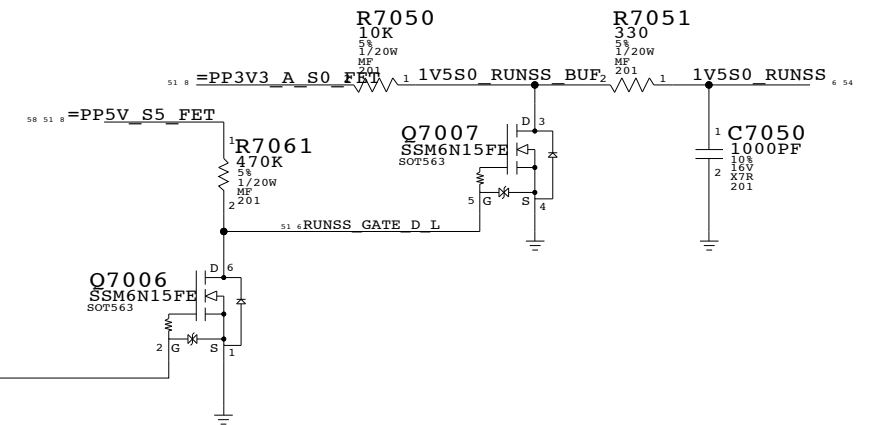 R7050
10K
5%
1/20W
MF
201
R7051
330
5%
1/20W
MF
201
51 8 =PP3V3_A_S0_FET
2 1
1V5S0_RUNSS_BUF
2 1
1V5S0_RUNSS
6 54
58 51 8 =PP5V_S5_FET
1
R7061
470K
5%
1/20W
MF
201
2
Q7007
SSM6N15FE
SOT563
D 3
5 G S 4
1
C7050
1000PF
10%
16V
X7R
201
2
51 6 RUNSS_GATE_D_L
Q7006
SSM6N15FE
SOT563
D 6
2 G S 1